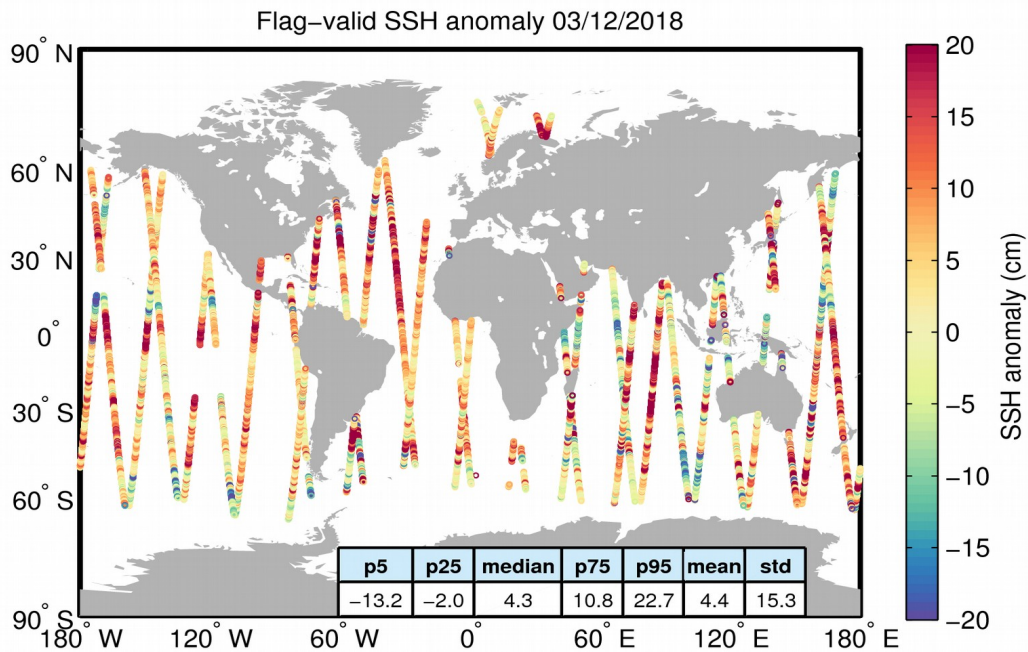 Flag−valid SSH anomaly 03/12/2018
90° N
60° N
30° N
0°
30° S
60° S
90° S
180° W
120° W
60° W
0°
60° E
120° E
180° E
p5 p25 median p75 p95 mean std
−13.2 −2.0 4.3 10.8 22.7 4.4 15.3
20
15
10
5
0
−5
−10
−15
−20
SSH anomaly (cm)